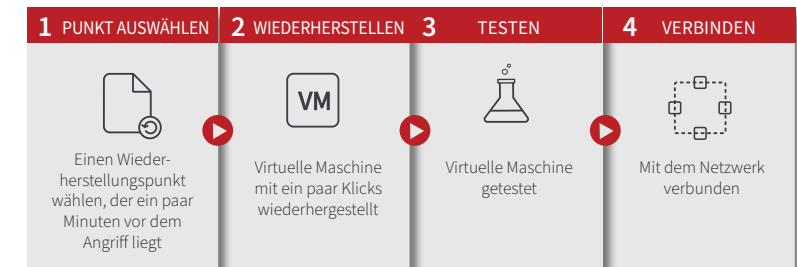 1 PUNKT AUSWÄHLEN
Einen Wieder-
herstellungspunkt
wählen, der ein paar
Minuten vor dem
Angriff liegt
2 WIEDERHERSTELLEN
VM
Virtuelle Maschine
mit ein paar Klicks
wiederhergestellt
3 TESTEN
Virtuelle Maschine
getestet
4 VERBINDEN
Mit dem Netzwerk
verbunden